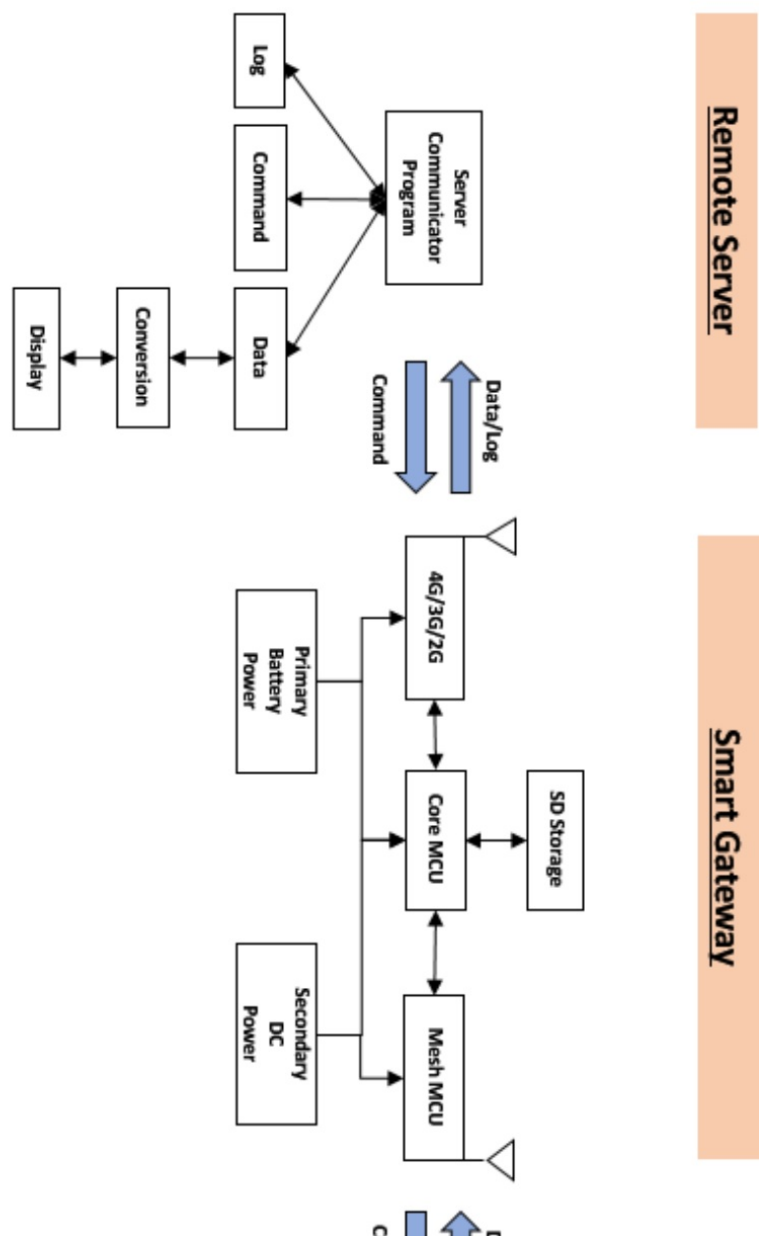 Remote Server
Smart Gateway
Server
Communicator
Program
Log
Command
Data
Conversion
Display
Data/Log
Command
4G/3G/2G
SD Storage
Core MCU
Mesh MCU
Primary
Battery
Power
Secondary
DC
Power